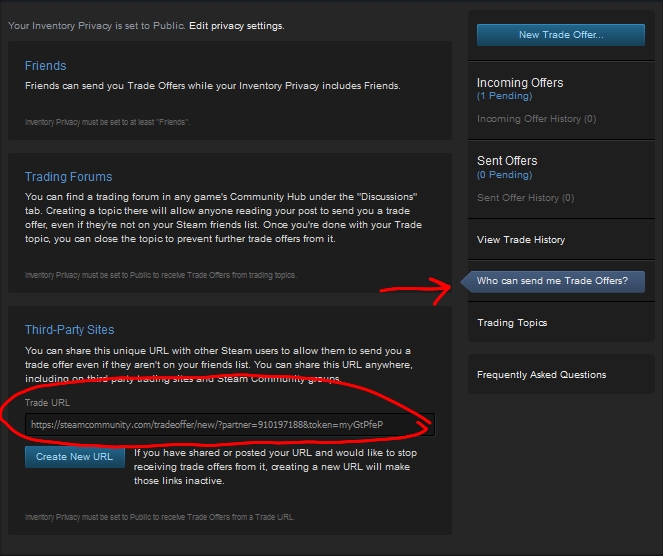 Your Inventory Privacy is set to Public. Edit privacy settings.
Friends
Friends can send you Trade Offers while your Inventory Privacy includes Friends.
Inventory Privacy must be set to at least "Friends".
Trading Forums
You can find a trading forum in any game's Community Hub under the "Discussions"
tab. Creating a topic there will allow anyone reading your post to send you a trade
offer, even if they're not on your Steam friends list. Once you're done with your Trade
topic, you can close the topic to prevent further trade offers from it.
Inventory Privacy must be set to Public to receive Trade Offers from trading topics.
Third-Party Sites
You can share this unique URL with other Steam users to allow them to send you a
trade offer even if they aren't on your friends list. You can share this URL anywhere,
including on third-party trading sites and Steam Community groups.
Trade URL
https://steamcommunity.com/tradeoffer/new/?partner=910197188&token=myGtPfeP
Create New URL
If you have shared or posted your URL and would like to stop
receiving trade offers from it, creating a new URL will make
those links inactive.
Inventory Privacy must be set to Public to receive Trade Offers from a Trade URL.
New Trade Offer...
Incoming Offers
(1 Pending)
Incoming Offer History (0)
Sent Offers
(0 Pending)
Sent Offer History (0)
View Trade History
Who can send me Trade Offers?
Trading Topics
Frequently Asked Questions